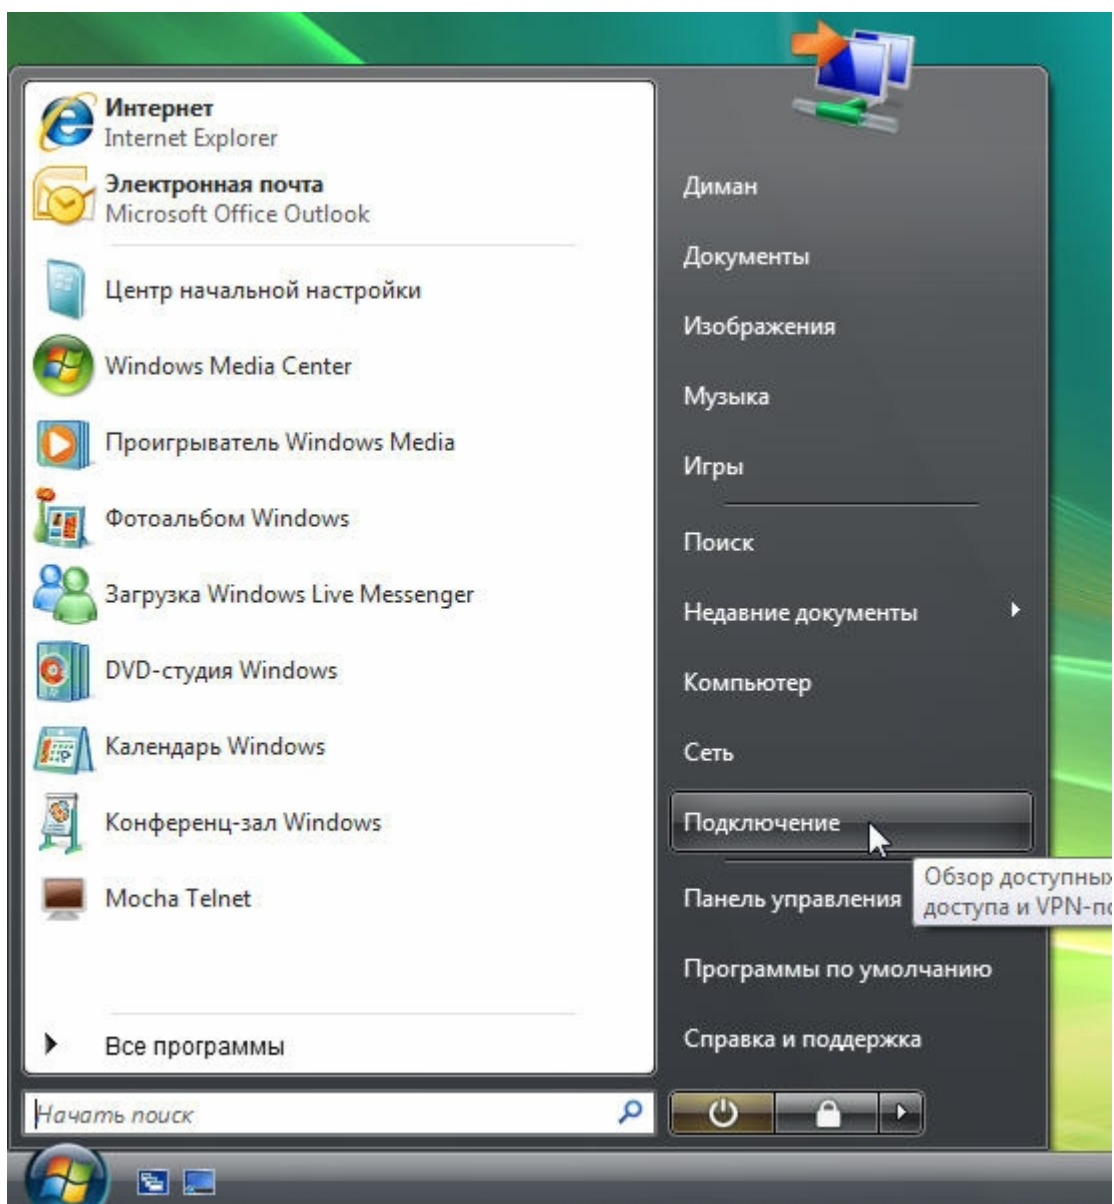 Интернет
Internet Explorer
Электронная почта
Microsoft Office Outlook
Центр начальной настройки
Windows Media Center
Проигрыватель Windows Media
Фотоальбом Windows
Загрузка Windows Live Messenger
DVD-студия Windows
Календарь Windows
Конференц-зал Windows
Mocha Telnet
Все программы
Начать поиск
Диман
Документы
Изображения
Музыка
Игры
Поиск
Недавние документы
Компьютер
Сеть
Подключение
Обзор доступных
доступа и VPN-по
Панель управления
Программы по умолчанию
Справка и поддержка